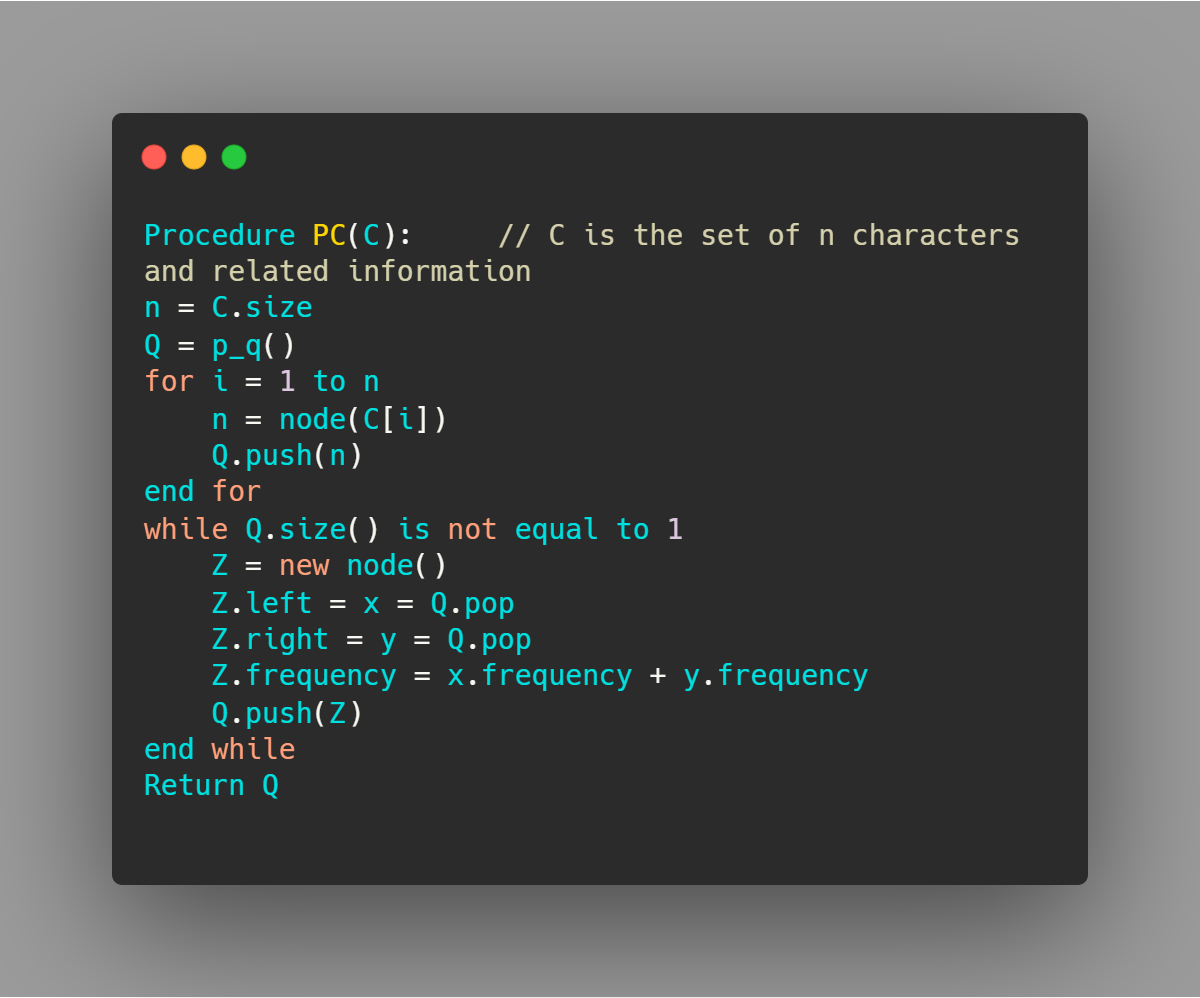 Procedure PC(C):     // C is the set of n characters
and related information
n = C.size
Q = p_q()
for i = 1 to n
    n = node(C[i])
    Q.push(n)
end for
while Q.size() is not equal to 1
    Z = new node()
    Z.left = x = Q.pop
    Z.right = y = Q.pop
    Z.frequency = x.frequency + y.frequency
    Q.push(Z)
end while
Return Q